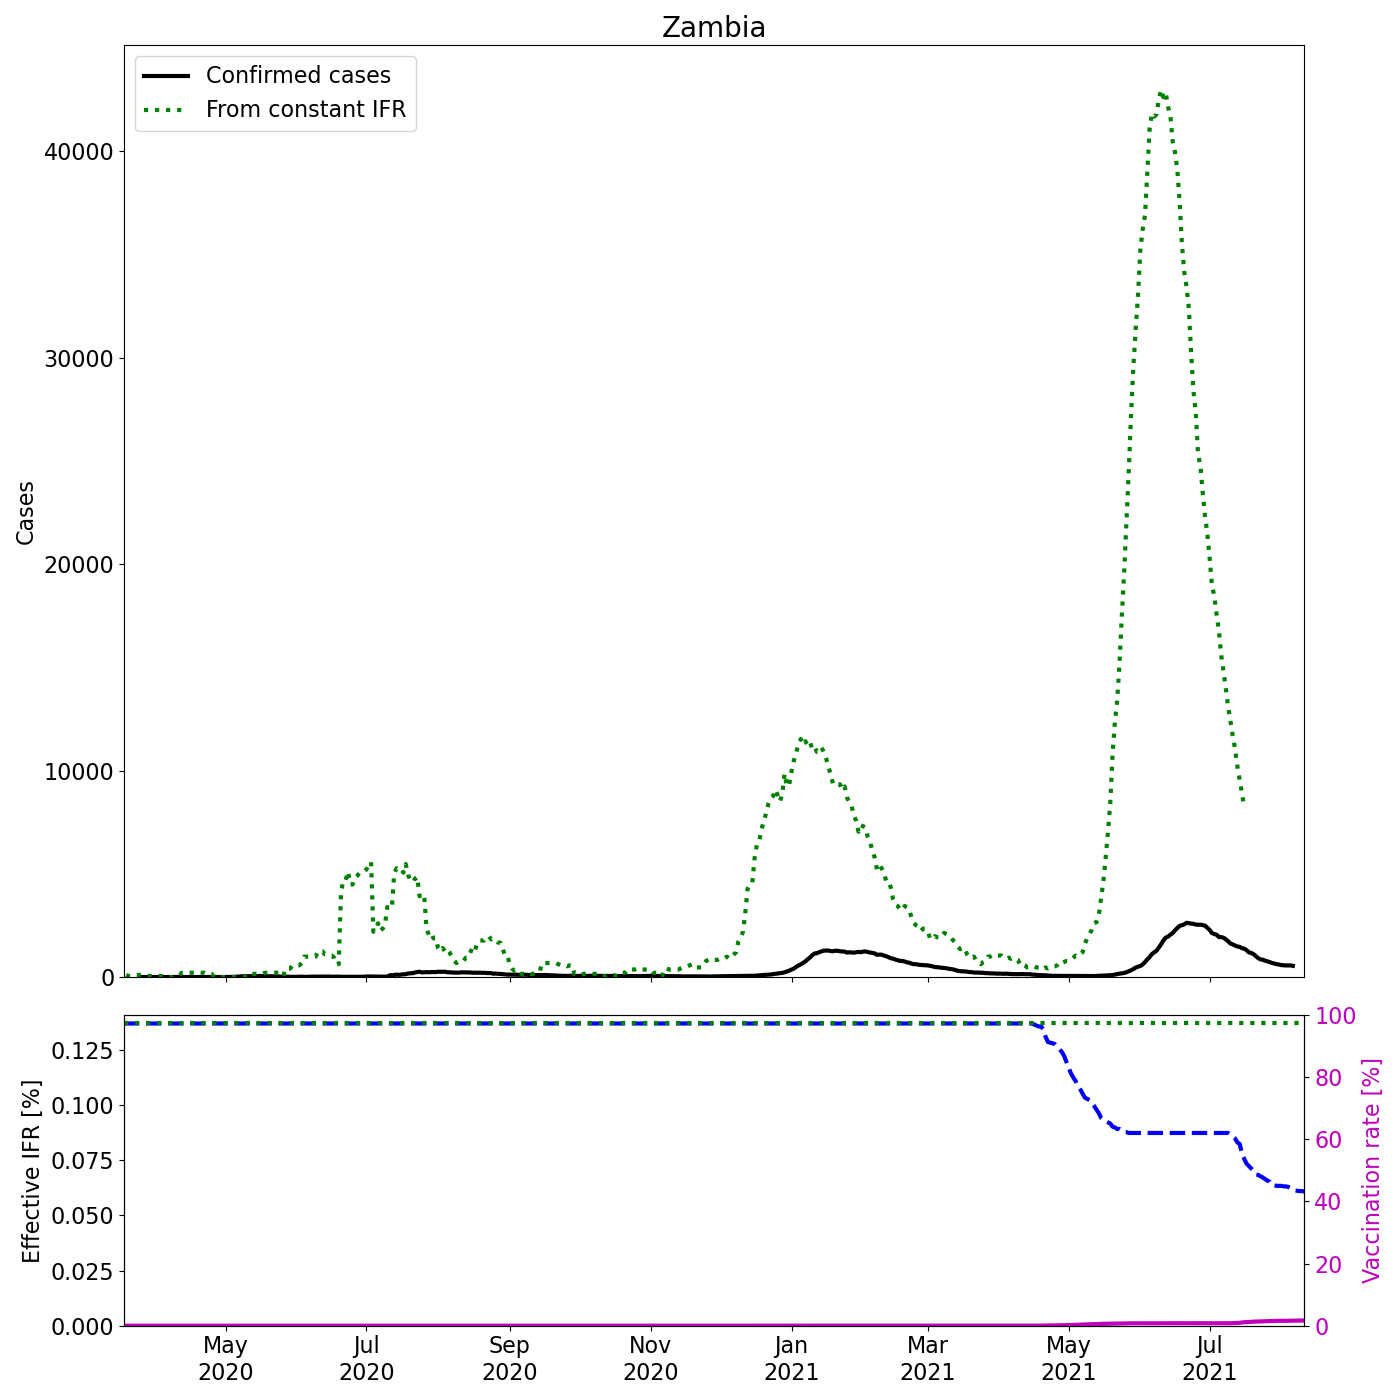 Zambia
Confirmed cases
From constant IFR
Cases
40000
30000
20000
10000
0
Effective IFR [%]
0.125
0.100
0.075
0.050
0.025
0.000
100
80
60
40
20
0
Vaccination rate [%]
May Jul Sep Nov Jan Mar May Jul
2020 2020 2020 2020 2021 2021 2021 2021